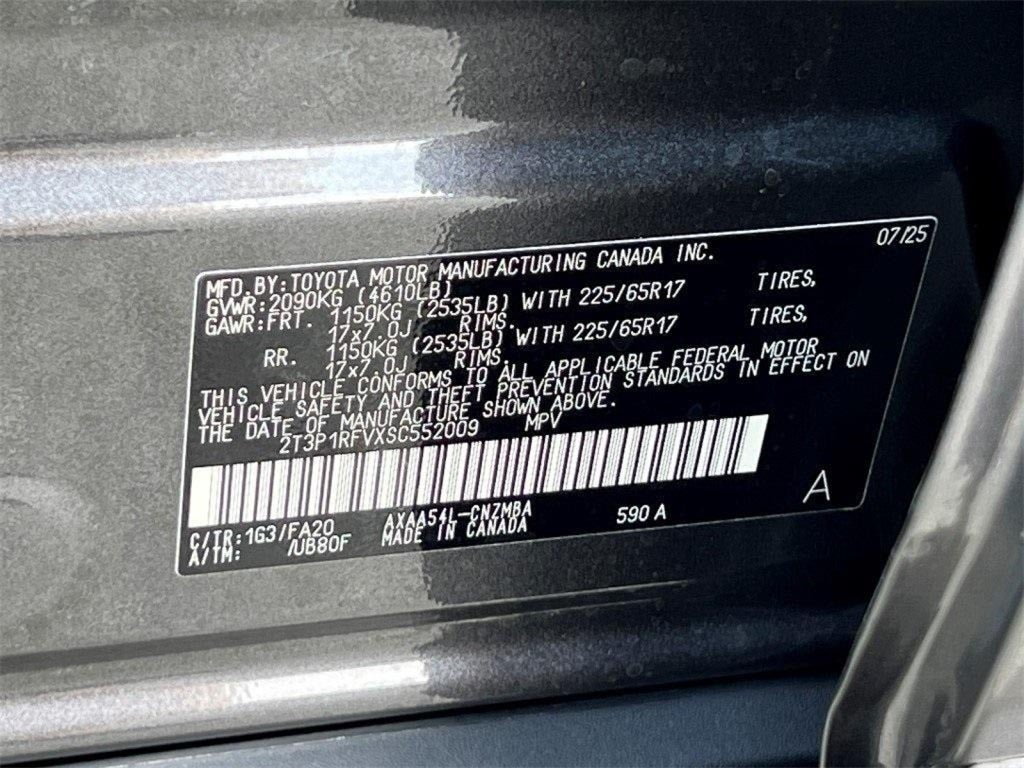 07/25
MFD.BY:TOYOTA MOTOR MANUFACTURING CANADA INC.
GVWR:2090KG (4610LB)
GAWR:FRT. 1150KG (2535LB) WITH 225/65R17 TIRES,
17x7.0J RIMS.
RR. 1150KG (2535LB) WITH 225/65R17 TIRES,
17x7.0J RIMS.
THIS VEHICLE CONFORMS TO ALL APPLICABLE FEDERAL MOTOR
VEHICLE SAFETY AND THEFT PREVENTION STANDARDS IN EFFECT ON
THE DATE OF MANUFACTURE SHOWN ABOVE.
2T3P1RFVXSC552009 MPV
C/TR:1G3/FA20 AXAA54L-CNZMBA 590 A A
A/TM: /UB80F MADE IN CANADA